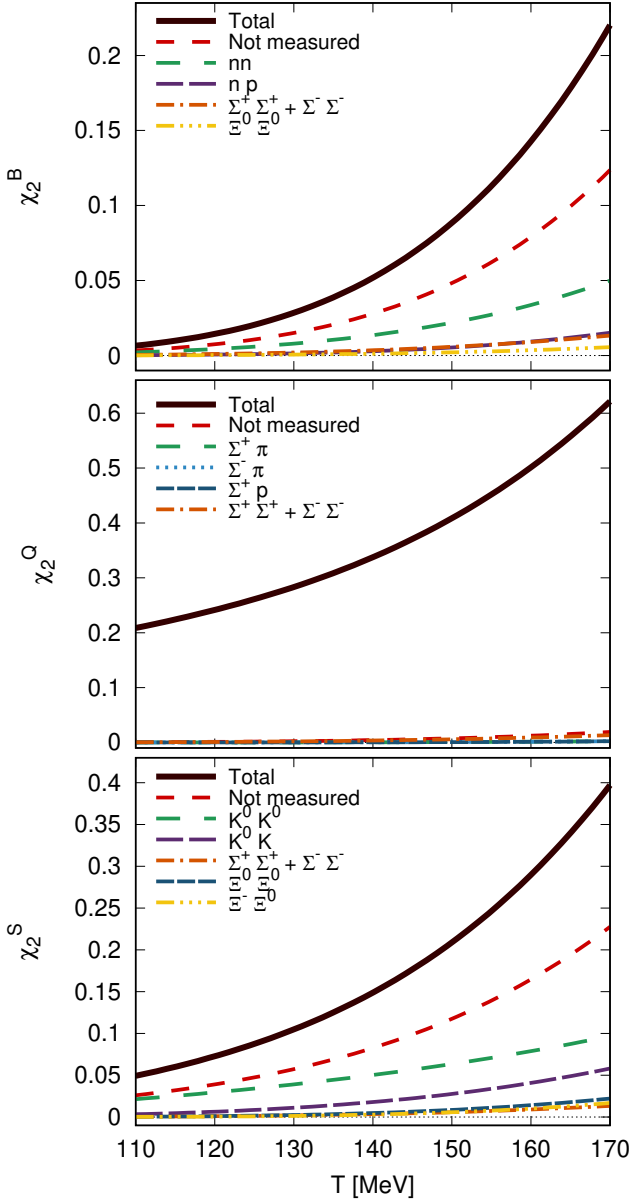 Total
Not measured
nn
n p
Σ⁺ Σ⁺ + Σ⁻ Σ⁻
Ξ⁰ Ξ⁰
0.2
0.15
0.1
0.05
0
χ₂ᴮ
Total
Not measured
Σ⁺ π
Σ⁻ π
Σ⁺ p
Σ⁺ Σ⁺ + Σ⁻ Σ⁻
0.6
0.5
0.4
0.3
0.2
0.1
0
χ₂Q
Total
Not measured
K⁰ K⁰
K⁰ K
Σ⁺ Σ⁺ + Σ⁻ Σ⁻
Ξ⁰ Ξ⁰
Ξ⁻ Ξ⁰
0.4
0.35
0.3
0.25
0.2
0.15
0.1
0.05
0
χ₂ˢ
110 120 130 140 150 160 170
T [MeV]